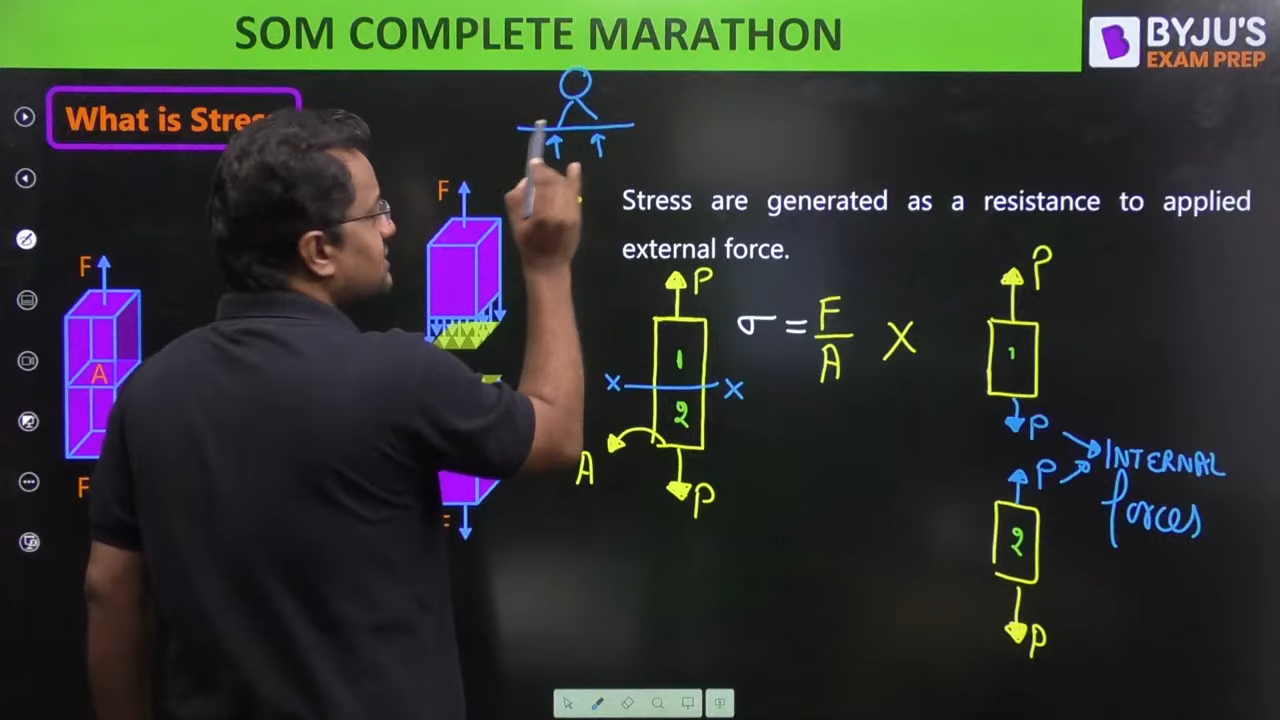 SOM COMPLETE MARATHON
BYJU'S
EXAM PREP
What is
F
F
A
F
Stress are generated as a resistance to applied
external force.
P
σ = F/A X
1
X X
2
A
P
P
1
P
P
INTERNAL
forces
2
P